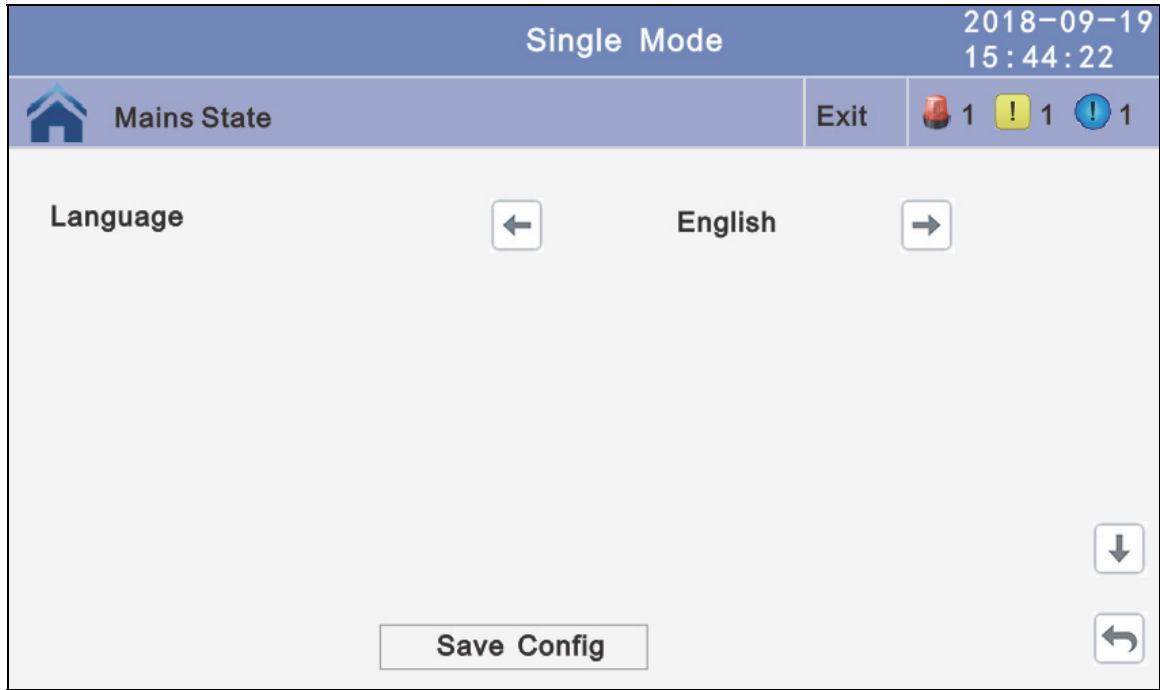 Single Mode
2018-09-19
15:44:22
Mains State
Exit
1 ! 1 ! 1
Language
English
Save Config